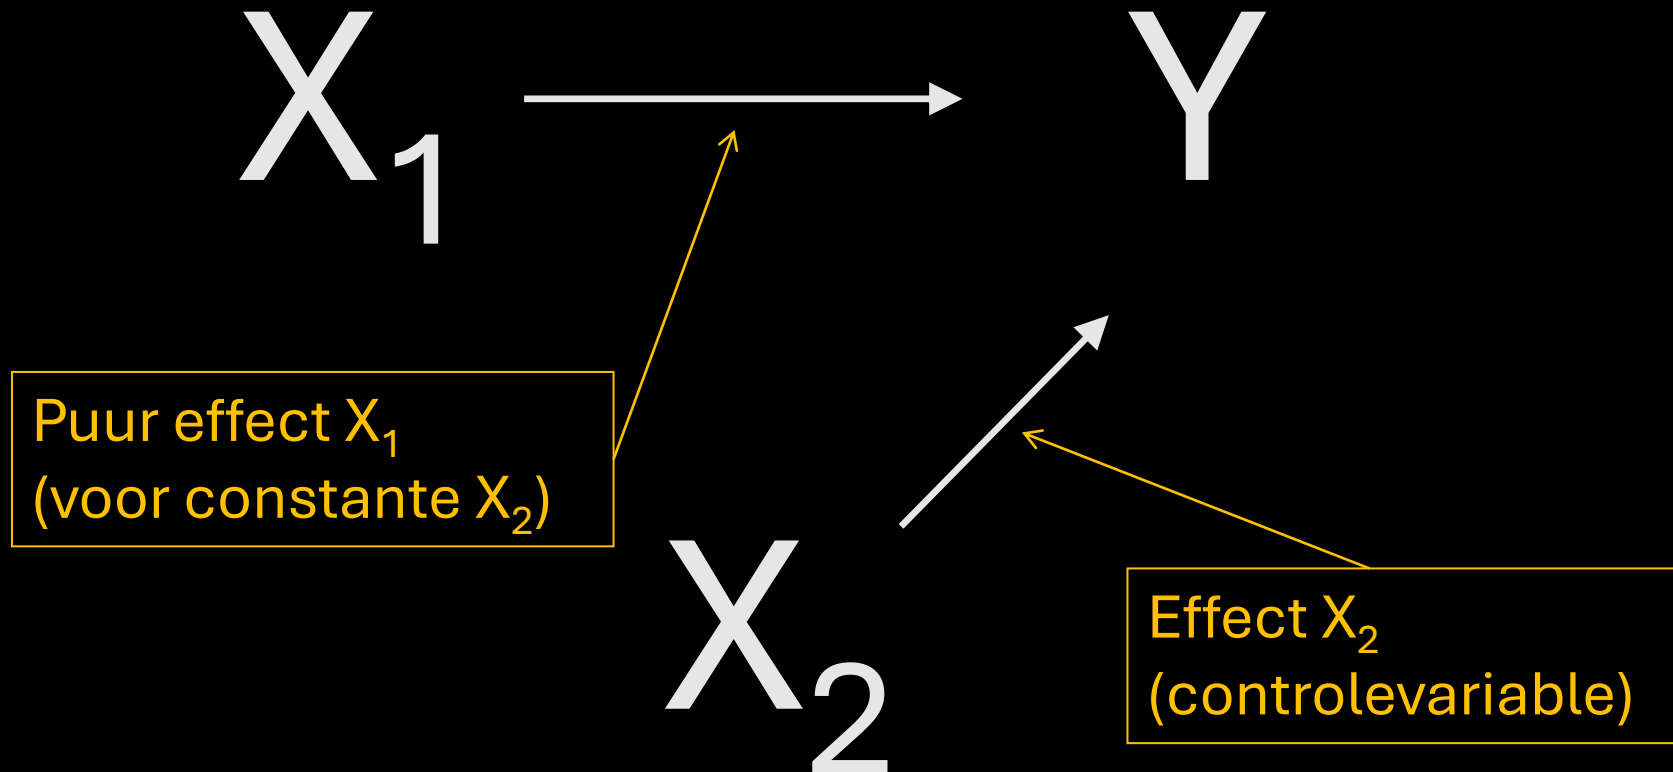 X₁
Y
Puur effect X₁
(voor constante X₂)
X₂
Effect X₂
(controlevariable)